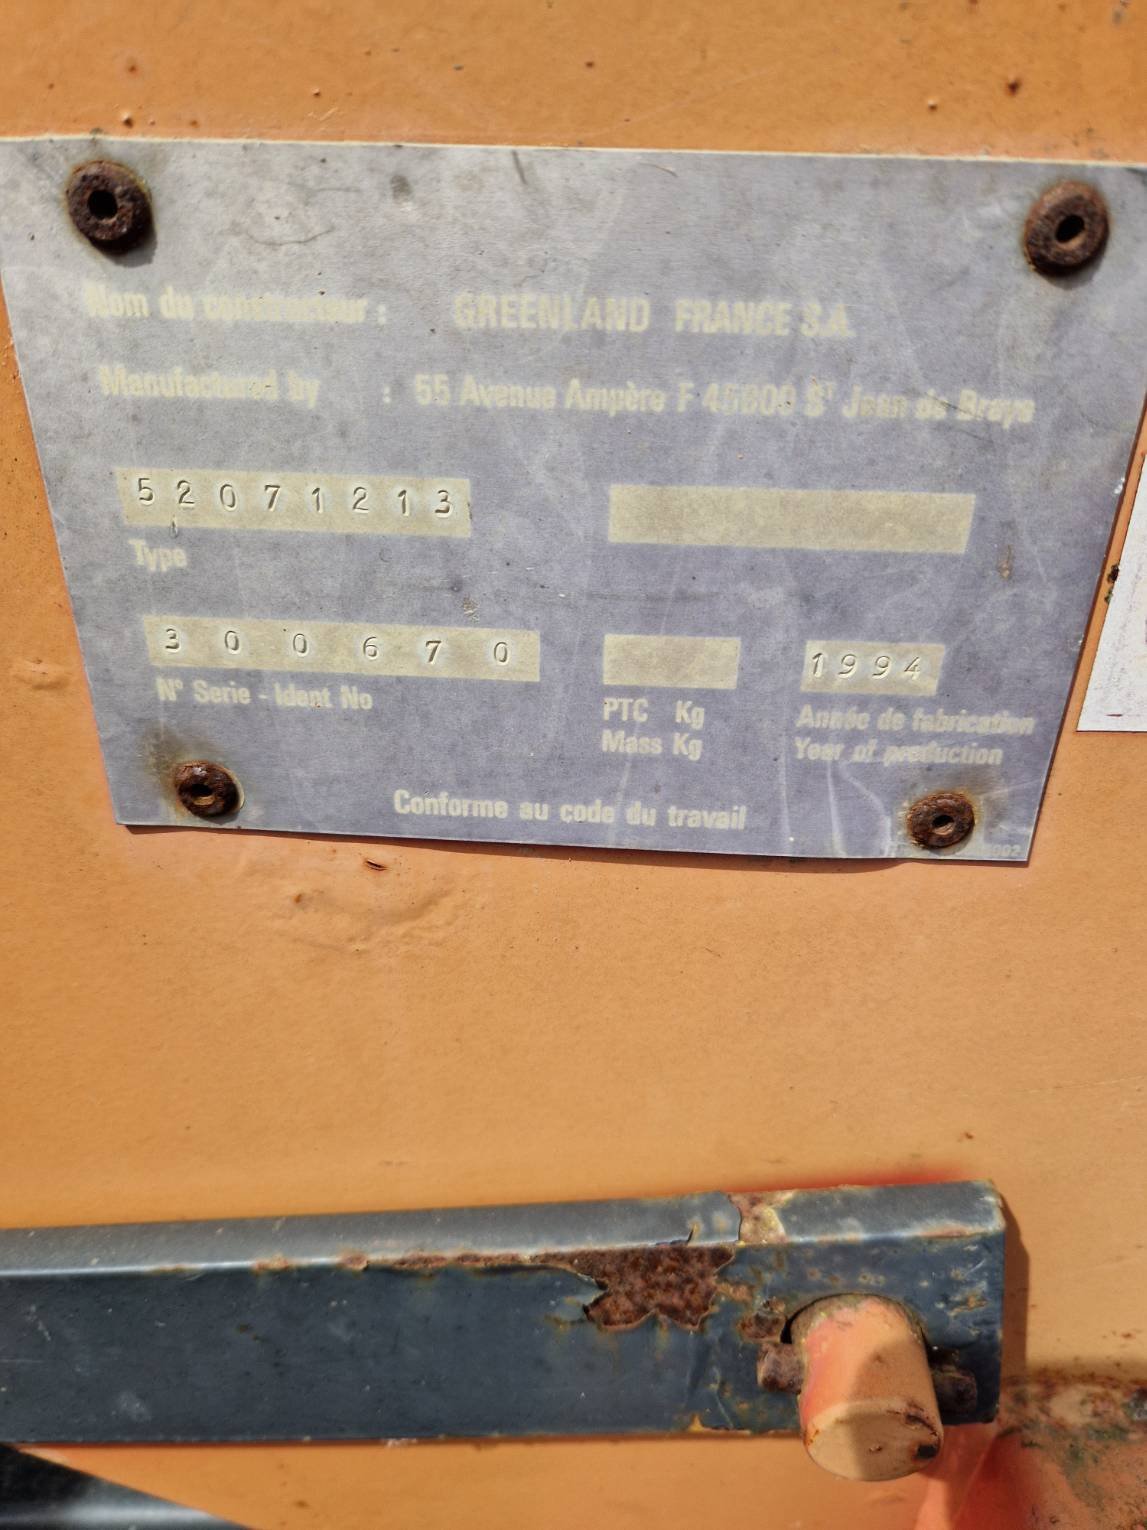 Nom du constructeur : GREENLAND FRANCE S.A.
Manufactured by : 55 Avenue Ampère F 45800 ST Jean de Braye
52071213
Type
300670
N° Serie - Ident No
PTC Kg
Mass Kg
1994
Année de fabrication
Year of production
Conforme au code du travail